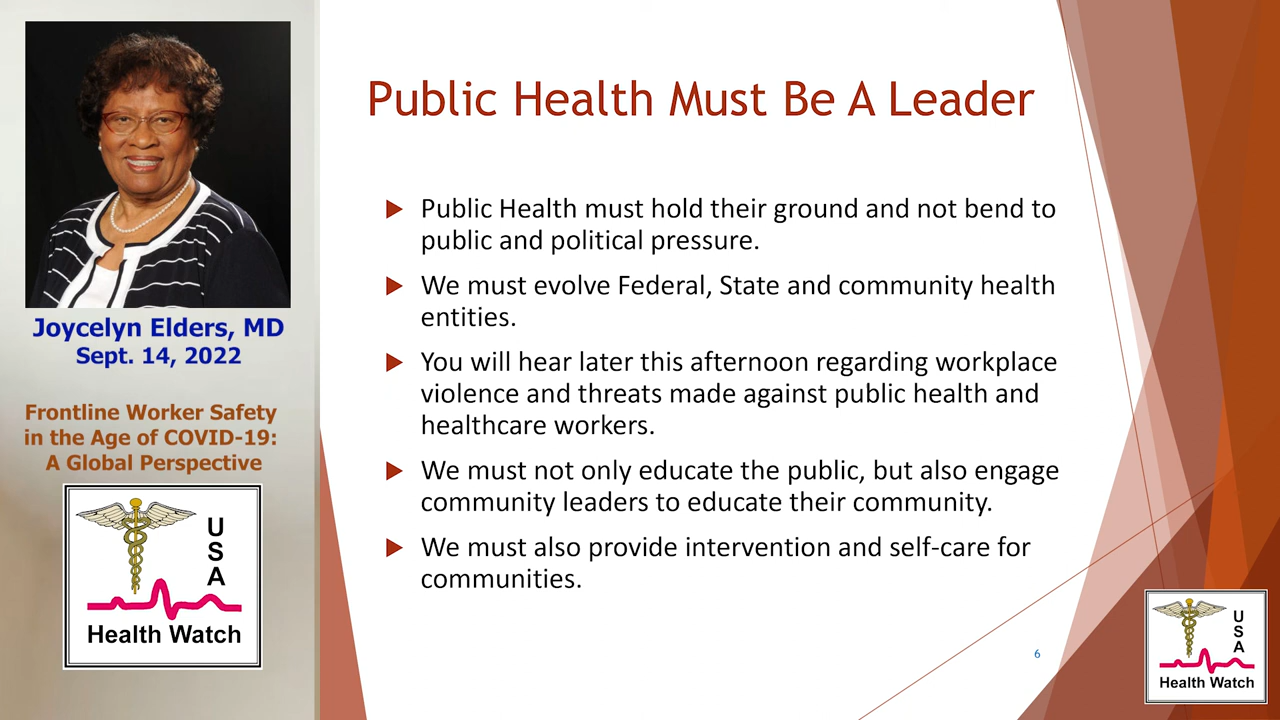 Joycelyn Elders, MD
Sept. 14, 2022
Frontline Worker Safety
in the Age of COVID-19:
A Global Perspective
U
S
A
Health Watch
Public Health Must Be A Leader
Public Health must hold their ground and not bend to
public and political pressure.
We must evolve Federal, State and community health
entities.
You will hear later this afternoon regarding workplace
violence and threats made against public health and
healthcare workers.
We must not only educate the public, but also engage
community leaders to educate their community.
We must also provide intervention and self-care for
communities.
6
U
S
A
Health Watch